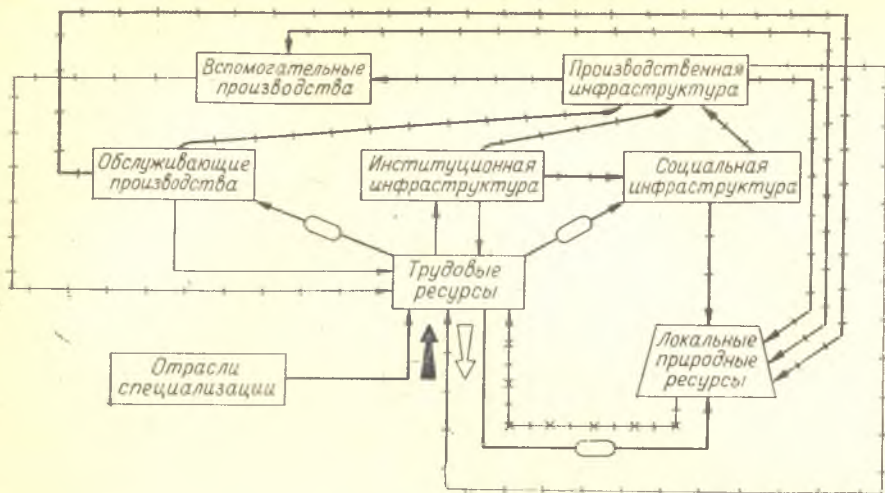 Вспомогательные
производства
Производственная
инфраструктура
Обслуживающие
производства
Институционная
инфраструктура
Социальная
инфраструктура
Трудовые
ресурсы
Отрасли
специализации
Локальные
природные
ресурсы